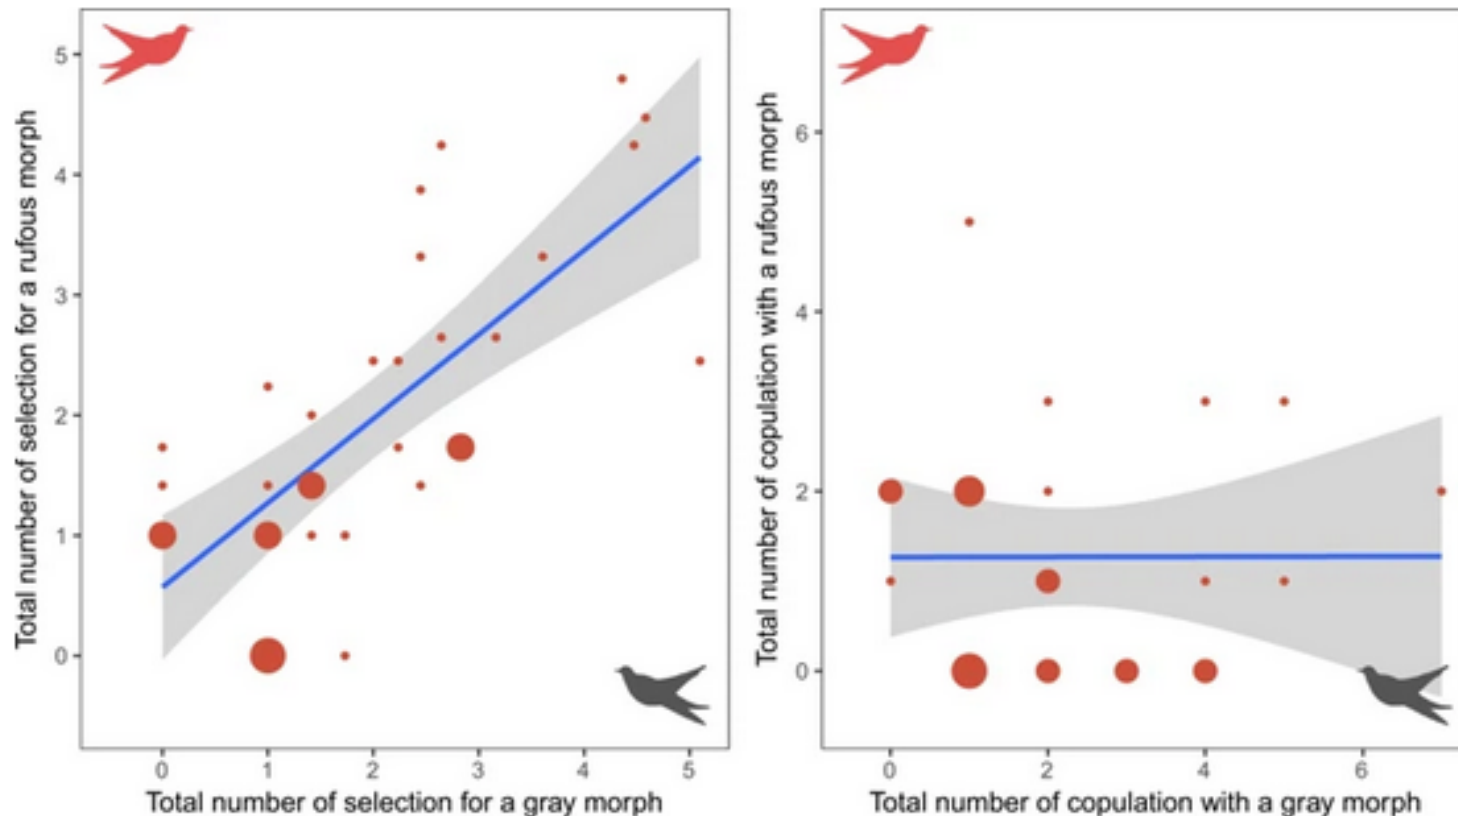 Total number of selection for a rufous morph
5
4
3
2
1
0
0 1 2 3 4 5
Total number of selection for a gray morph
Total number of copulation with a rufous morph
6
4
2
0
0 2 4 6
Total number of copulation with a gray morph